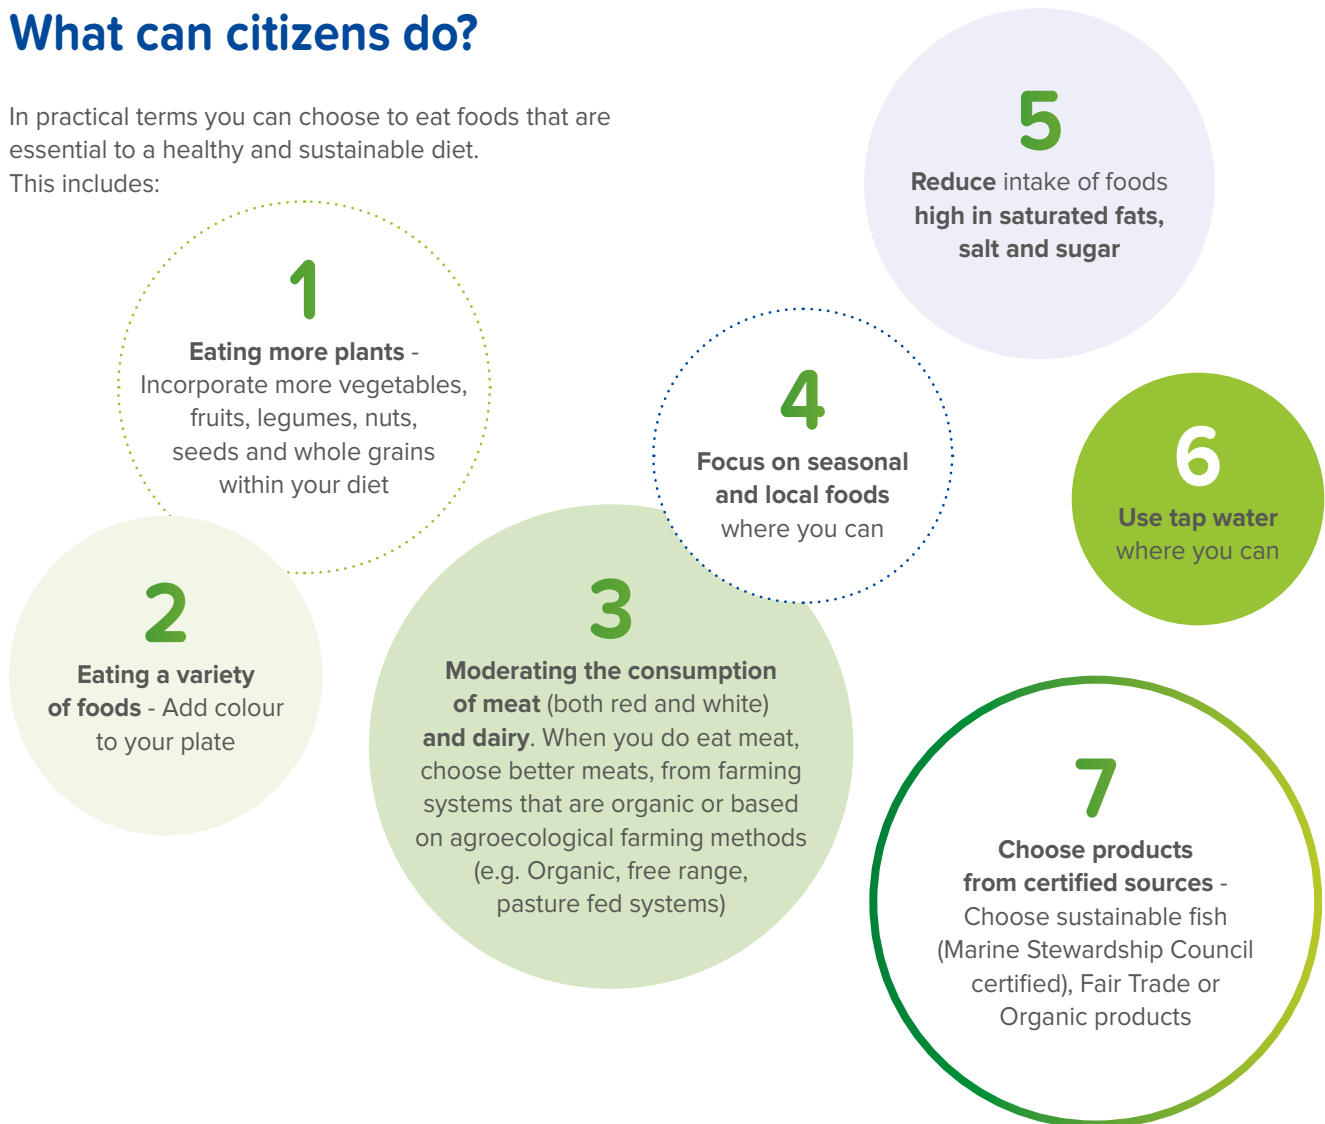 What can citizens do?
In practical terms you can choose to eat foods that are
essential to a healthy and sustainable diet.
This includes:
1
Eating more plants -
Incorporate more vegetables,
fruits, legumes, nuts,
seeds and whole grains
within your diet
2
Eating a variety
of foods - Add colour
to your plate
3
Moderating the consumption
of meat (both red and white)
and dairy. When you do eat meat,
choose better meats, from farming
systems that are organic or based
on agroecological farming methods
(e.g. Organic, free range,
pasture fed systems)
4
Focus on seasonal
and local foods
where you can
5
Reduce intake of foods
high in saturated fats,
salt and sugar
6
Use tap water
where you can
7
Choose products
from certified sources -
Choose sustainable fish
(Marine Stewardship Council
certified), Fair Trade or
Organic products